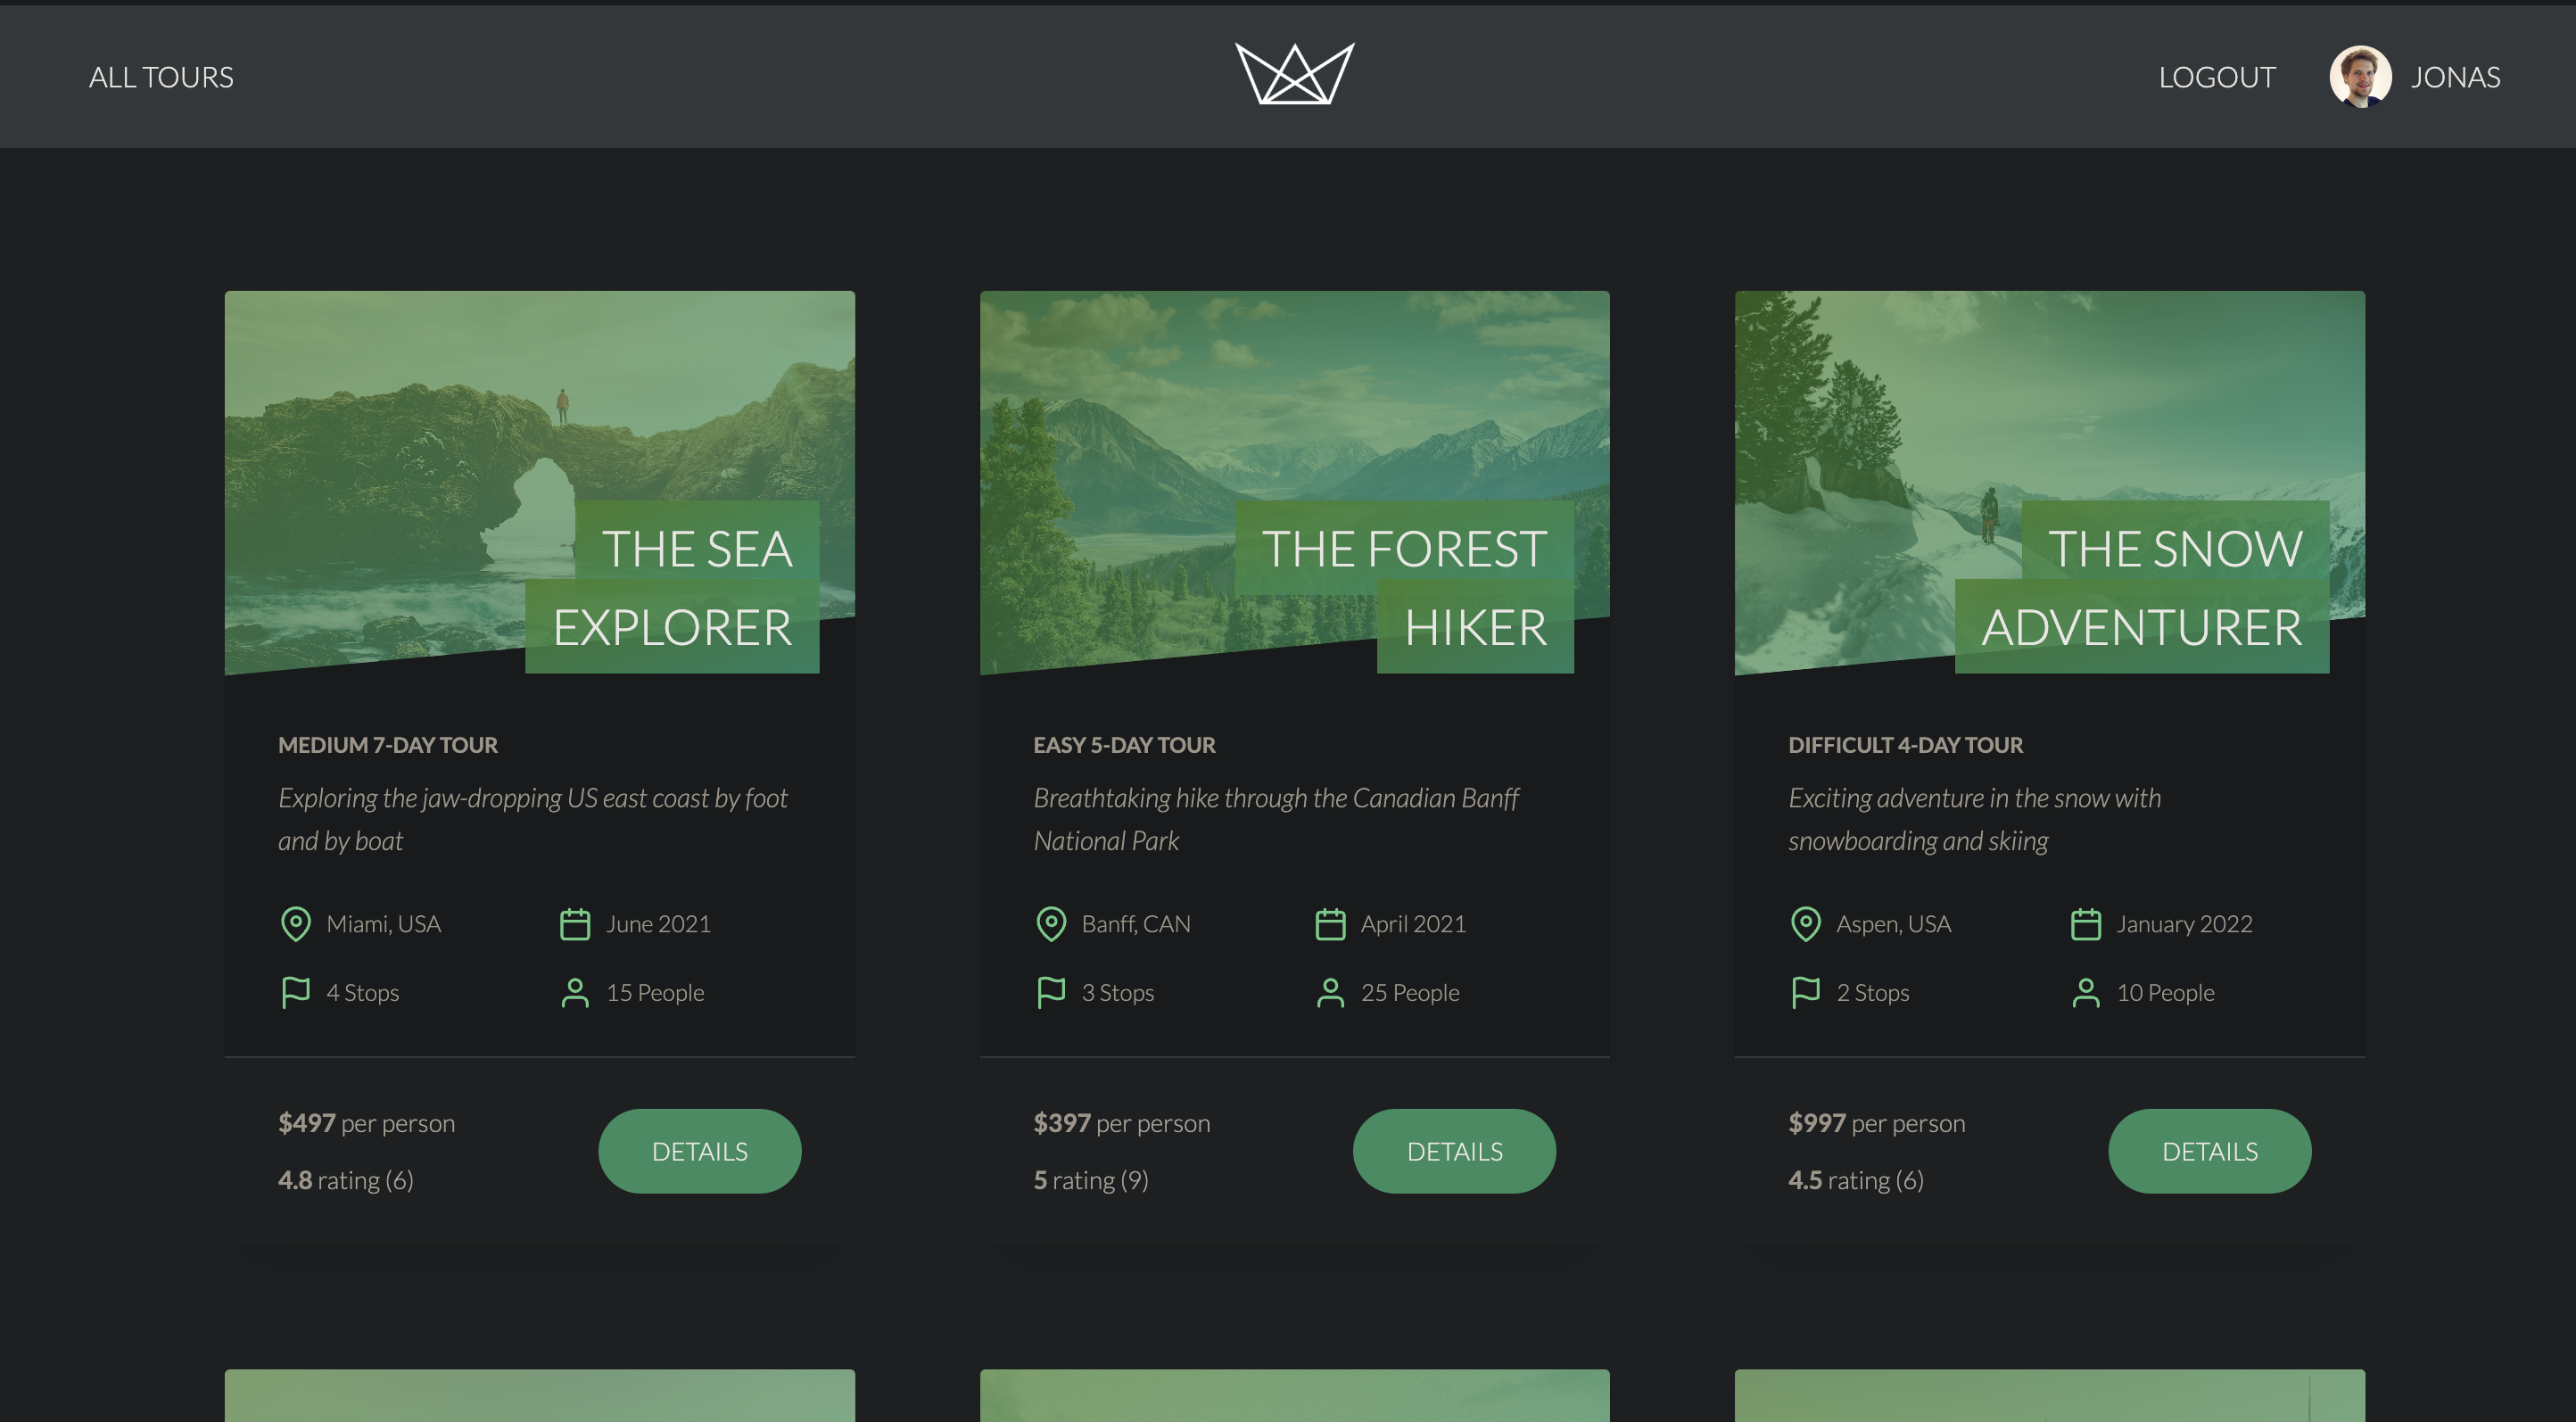 ALL TOURS
LOGOUT
JONAS
THE SEA
EXPLORER
MEDIUM 7-DAY TOUR
Exploring the jaw-dropping US east coast by foot
and by boat
Miami, USA
June 2021
4 Stops
15 People
$497 per person
4.8 rating (6)
DETAILS
THE FOREST
HIKER
EASY 5-DAY TOUR
Breathtaking hike through the Canadian Banff
National Park
Banff, CAN
April 2021
3 Stops
25 People
$397 per person
5 rating (9)
DETAILS
THE SNOW
ADVENTURER
DIFFICULT 4-DAY TOUR
Exciting adventure in the snow with
snowboarding and skiing
Aspen, USA
January 2022
2 Stops
10 People
$997 per person
4.5 rating (6)
DETAILS